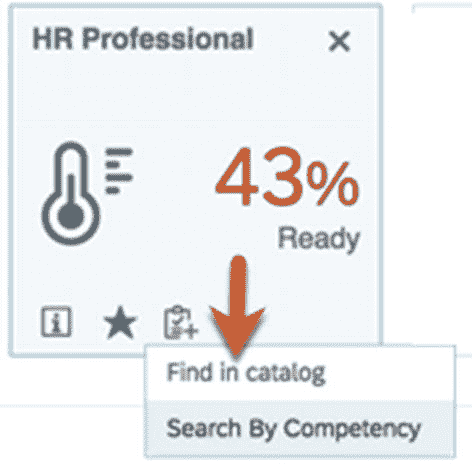 HR Professional
43%
Ready
Find in catalog
Search By Competency